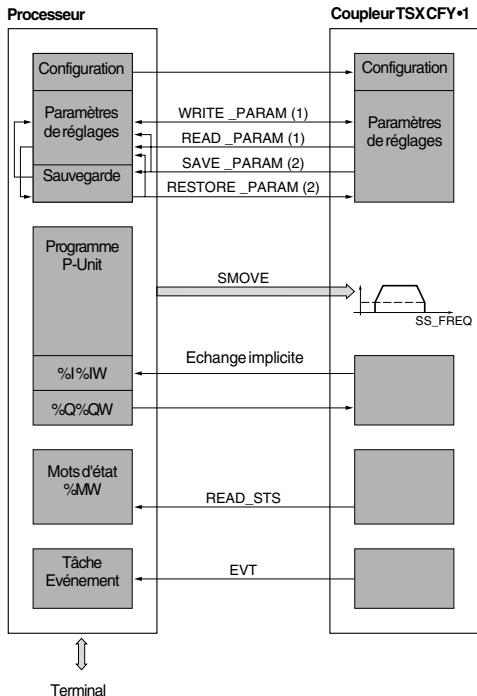 Processeur
Coupleur TSX CFY•1
Configuration
Configuration
Paramètres
de réglages
WRITE _PARAM (1)
READ _PARAM (1)
SAVE _PARAM (2)
RESTORE _PARAM (2)
Paramètres
de réglages
Sauvegarde
Programme
P-Unit
SMOVE
SS_FREQ
Echange implicite
%I %IW
%Q%QW
Mots d'état
%MW
READ_STS
Tâche
Evénement
EVT
Terminal